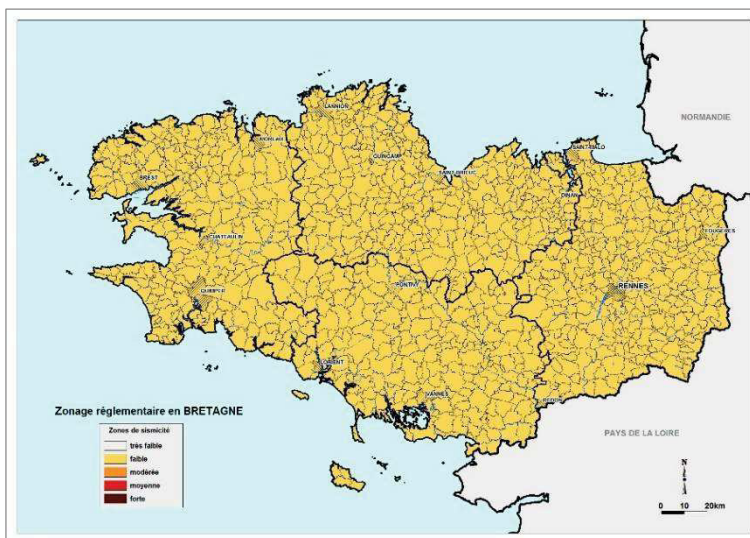 LANNION
MORLAIX
NORMANDIE
SAINT-MALO
GUINGAMP
SAINT-BRIEUC
BREST
DINAN
FOUGERES
CHATEAULIN
PONTIVY
RENNES
QUIMPER
LORIENT
VANNES
REDON
Zonage réglementaire en BRETAGNE
Zones de sismicité
très faible
faible
modérée
moyenne
forte
PAYS DE LA LOIRE
N
0 10 20km